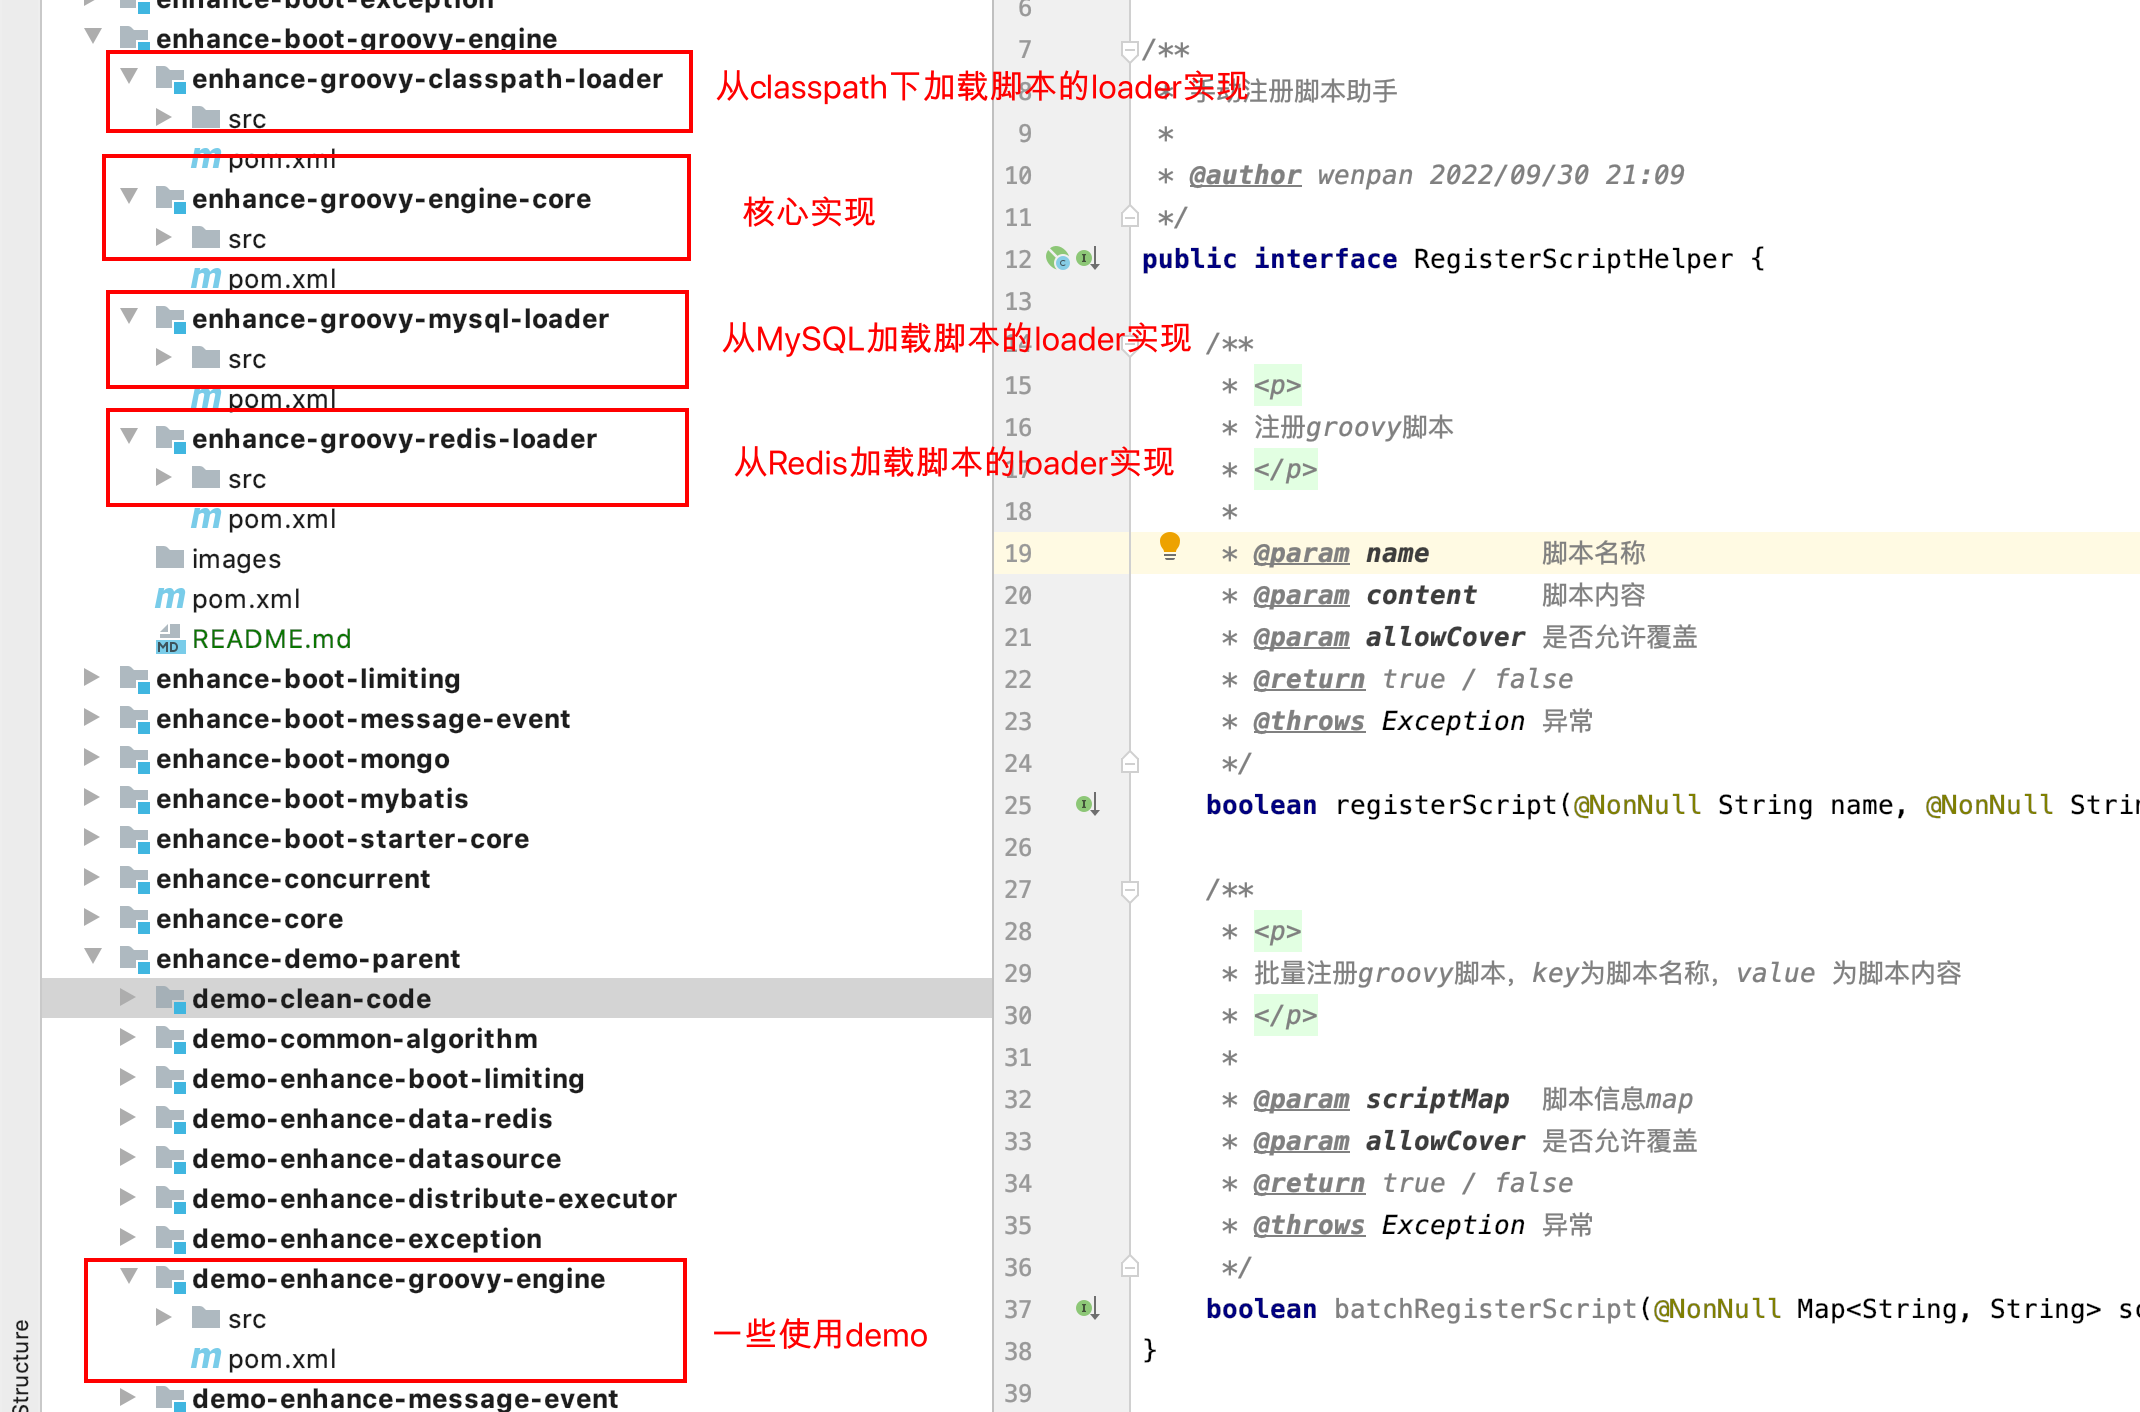 enhance-boot-exception
enhance-boot-groovy-engine
enhance-groovy-classpath-loader
src
pom.xml
enhance-groovy-engine-core
src
pom.xml
enhance-groovy-mysql-loader
src
pom.xml
enhance-groovy-redis-loader
src
pom.xml
images
pom.xml
README.md
enhance-boot-limiting
enhance-boot-message-event
enhance-boot-mongo
enhance-boot-mybatis
enhance-boot-starter-core
enhance-concurrent
enhance-core
enhance-demo-parent
demo-clean-code
demo-common-algorithm
demo-enhance-boot-limiting
demo-enhance-data-redis
demo-enhance-datasource
demo-enhance-distribute-executor
demo-enhance-exception
demo-enhance-groovy-engine
src
pom.xml
demo-enhance-message-event
Structure
从classpath下加载脚本的loader实现
核心实现
从MySQL加载脚本的loader实现
从Redis加载脚本的loader实现
一些使用demo
6
7 /**
8 * 手动注册脚本助手
9 *
10 * @author wenpan 2022/09/30 21:09
11 */
12 public interface RegisterScriptHelper {
13
14 /**
15 * <p>
16 * 注册groovy脚本
17 * </p>
18 *
19 * @param name 脚本名称
20 * @param content 脚本内容
21 * @param allowCover 是否允许覆盖
22 * @return true / false
23 * @throws Exception 异常
24 */
25 boolean registerScript(@NonNull String name, @NonNull Strin
26
27 /**
28 * <p>
29 * 批量注册groovy脚本，key为脚本名称，value 为脚本内容
30 * </p>
31 *
32 * @param scriptMap 脚本信息map
33 * @param allowCover 是否允许覆盖
34 * @return true / false
35 * @throws Exception 异常
36 */
37 boolean batchRegisterScript(@NonNull Map<String, String> sc
38 }
39